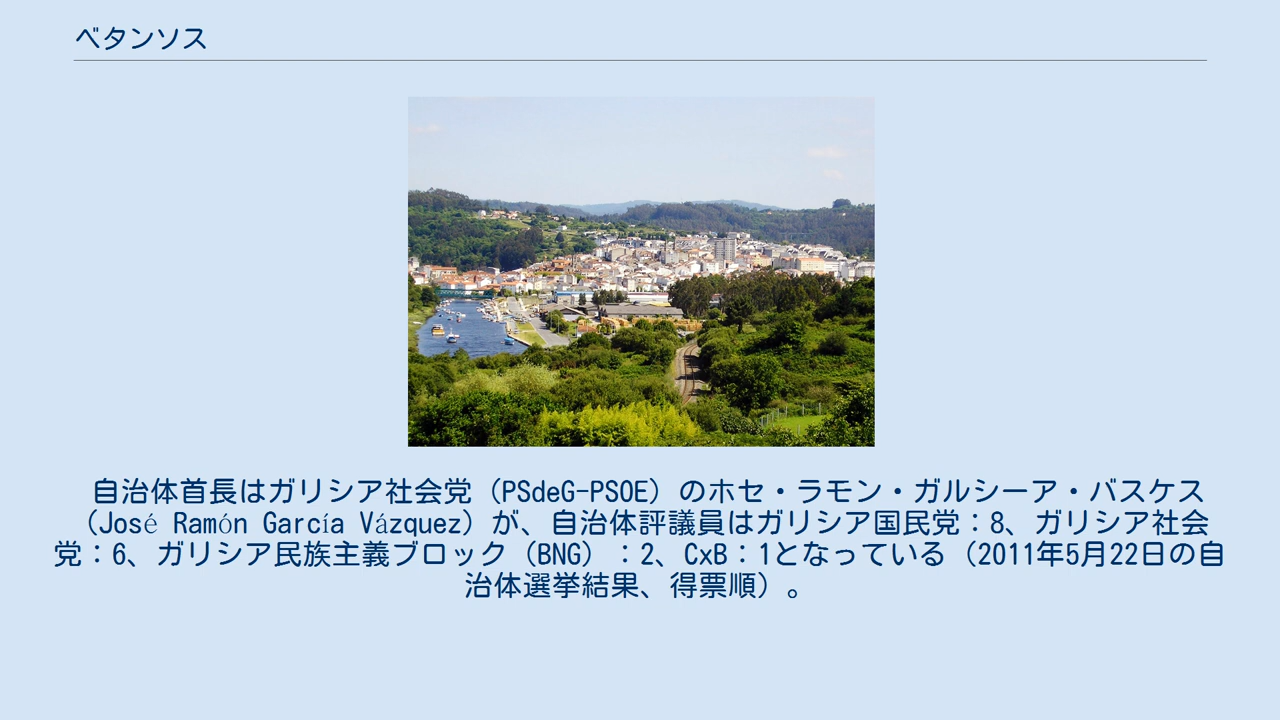 ベタンソス
自治体首長はガリシア社会党（PSdeG-PSOE）のホセ・ラモン・ガルシーア・バスケス
（José Ramón García Vázquez）が、自治体評議員はガリシア国民党：8、ガリシア社会
党：6、ガリシア民族主義ブロック（BNG）：2、CxB：1となっている（2011年5月22日の自
治体選挙結果、得票順）。